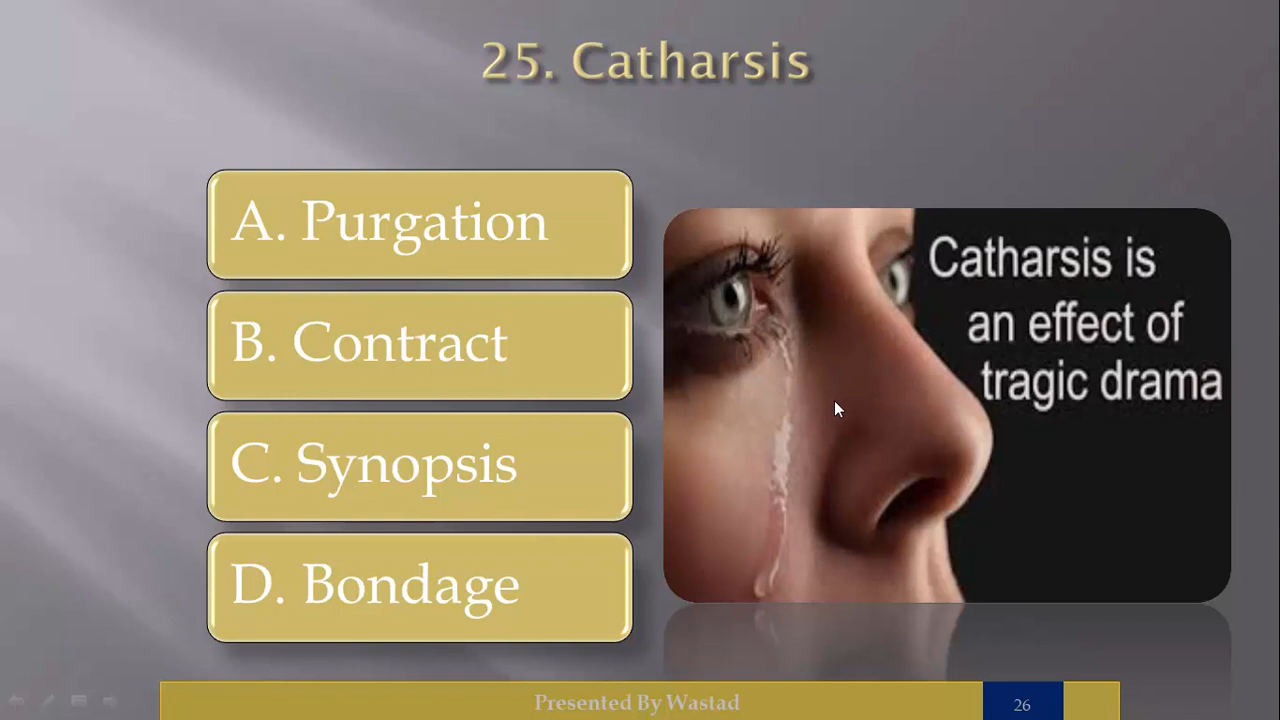 25. Catharsis
A. Purgation
B. Contract
C. Synopsis
D. Bondage
Catharsis is
an effect of
tragic drama
Presented By Wastad
26